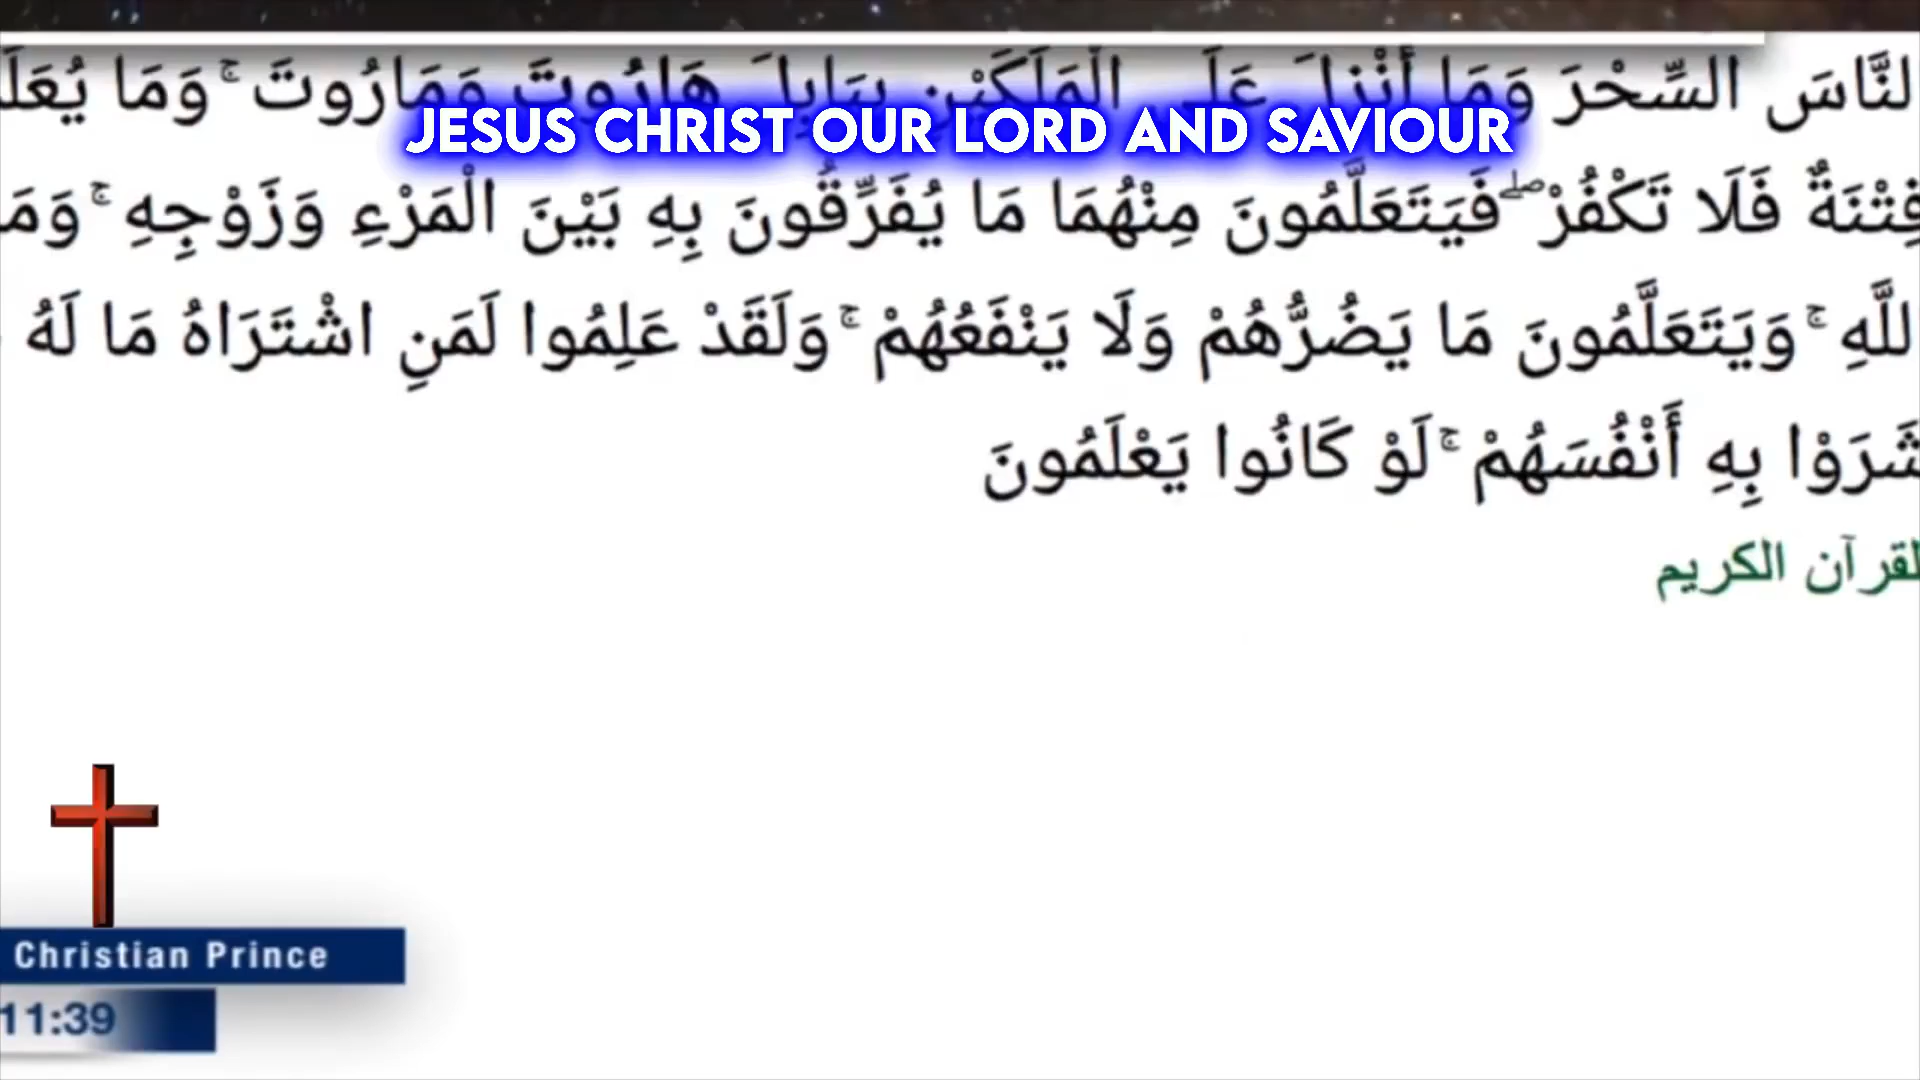 لنَّاسَ السِّحْرَ وَمَا أُنْزِلَ عَلَى الْمَلَكَيْنِ بِبَابِلَ هَارُوتَ وَمَارُوتَ ۚ وَمَا يُعَلِّ
JESUS CHRIST OUR LORD AND SAVIOUR
فِتْنَةٌ فَلَا تَكْفُرْ ۖ فَيَتَعَلَّمُونَ مِنْهُمَا مَا يُفَرِّقُونَ بِهِ بَيْنَ الْمَرْءِ وَزَوْجِهِ ۚ وَمَ
للَّهِ ۚ وَيَتَعَلَّمُونَ مَا يَضُرُّهُمْ وَلَا يَنْفَعُهُمْ ۚ وَلَقَدْ عَلِمُوا لَمَنِ اشْتَرَاهُ مَا لَهُ
شَرَوْا بِهِ أَنْفُسَهُمْ ۚ لَوْ كَانُوا يَعْلَمُونَ
لقرآن الكريم
Christian Prince
11:39